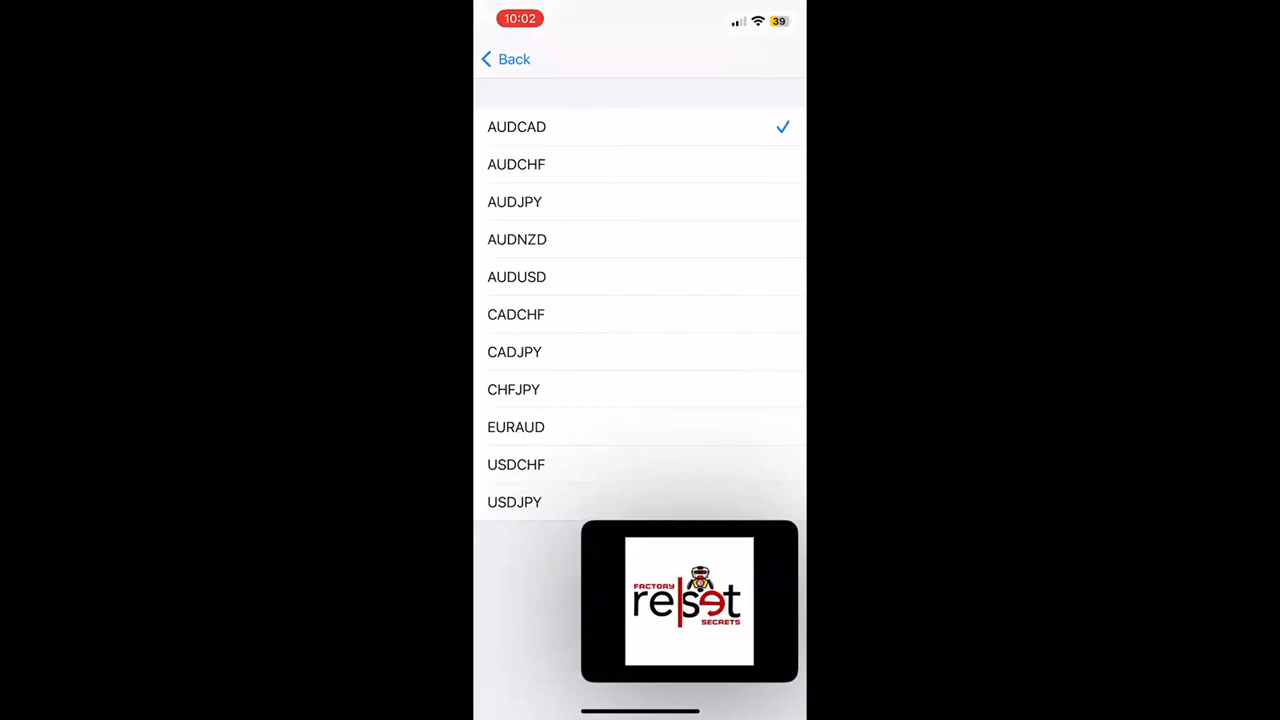 10:02
39
Back
AUDCAD
AUDCHF
AUDJPY
AUDNZD
AUDUSD
CADCHF
CADJPY
CHFJPY
EURAUD
USDCHF
USDJPY
FACTORY
reset
SECRETS